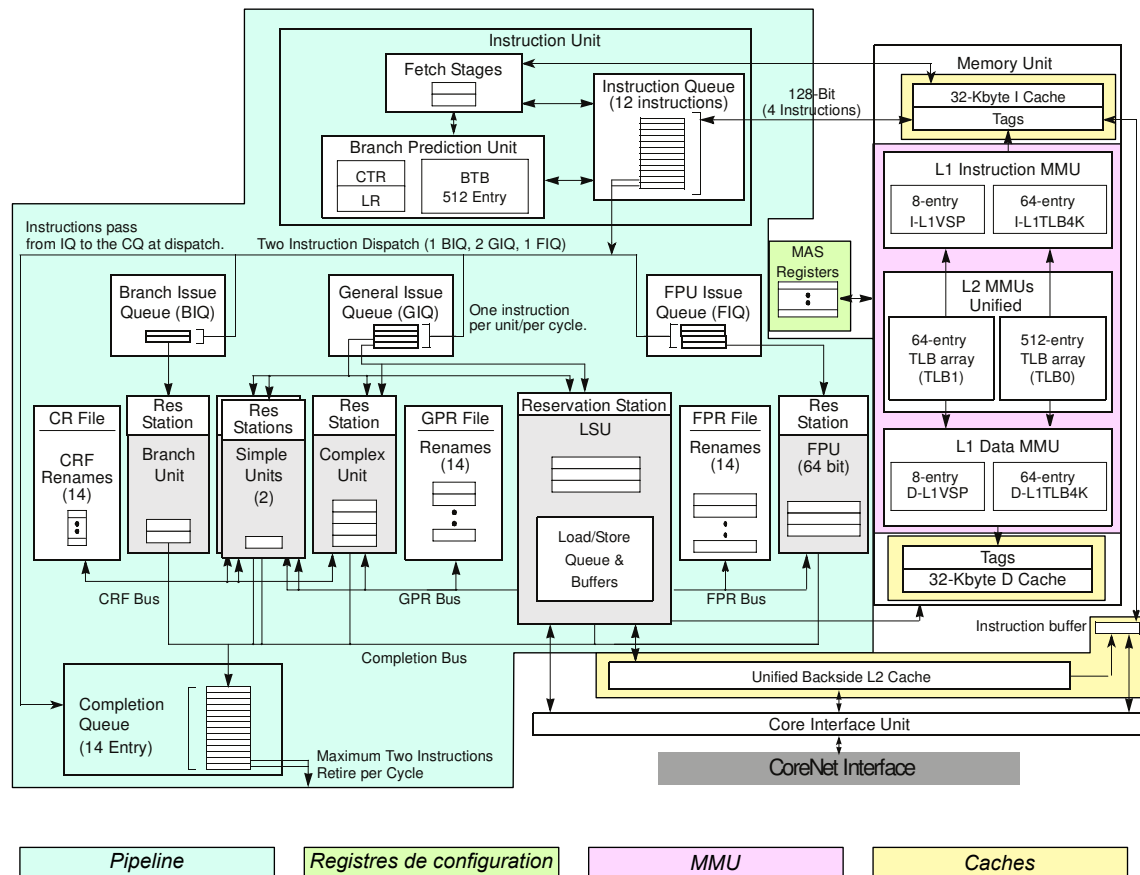 Instruction Unit
Fetch Stages
Instruction Queue
(12 instructions)
128-Bit
(4 Instructions)
Memory Unit
32-Kbyte I Cache
Tags
Branch Prediction Unit
CTR
LR
BTB
512 Entry
L1 Instruction MMU
8-entry
I-L1VSP
64-entry
I-L1TLB4K
Instructions pass
from IQ to the CQ at dispatch.
Two Instruction Dispatch (1 BIQ, 2 GIQ, 1 FIQ)
MAS
Registers
Branch Issue
Queue (BIQ)
General Issue
Queue (GIQ)
One instruction
per unit/per cycle.
FPU Issue
Queue (FIQ)
L2 MMUs
Unified
64-entry
TLB array
(TLB1)
512-entry
TLB array
(TLB0)
CR File
CRF
Renames
(14)
Res
Station
Branch
Unit
Res
Stations
Simple
Units
(2)
Res
Station
Complex
Unit
GPR File
Renames
(14)
Reservation Station
LSU
Load/Store
Queue &
Buffers
FPR File
Renames
(14)
Res
Station
FPU
(64 bit)
L1 Data MMU
8-entry
D-L1VSP
64-entry
D-L1TLB4K
Tags
32-Kbyte D Cache
CRF Bus
GPR Bus
FPR Bus
Instruction buffer
Completion Bus
Unified Backside L2 Cache
Completion
Queue
(14 Entry)
Core Interface Unit
Maximum Two Instructions
Retire per Cycle
CoreNet Interface
Pipeline
Registres de configuration
MMU
Caches